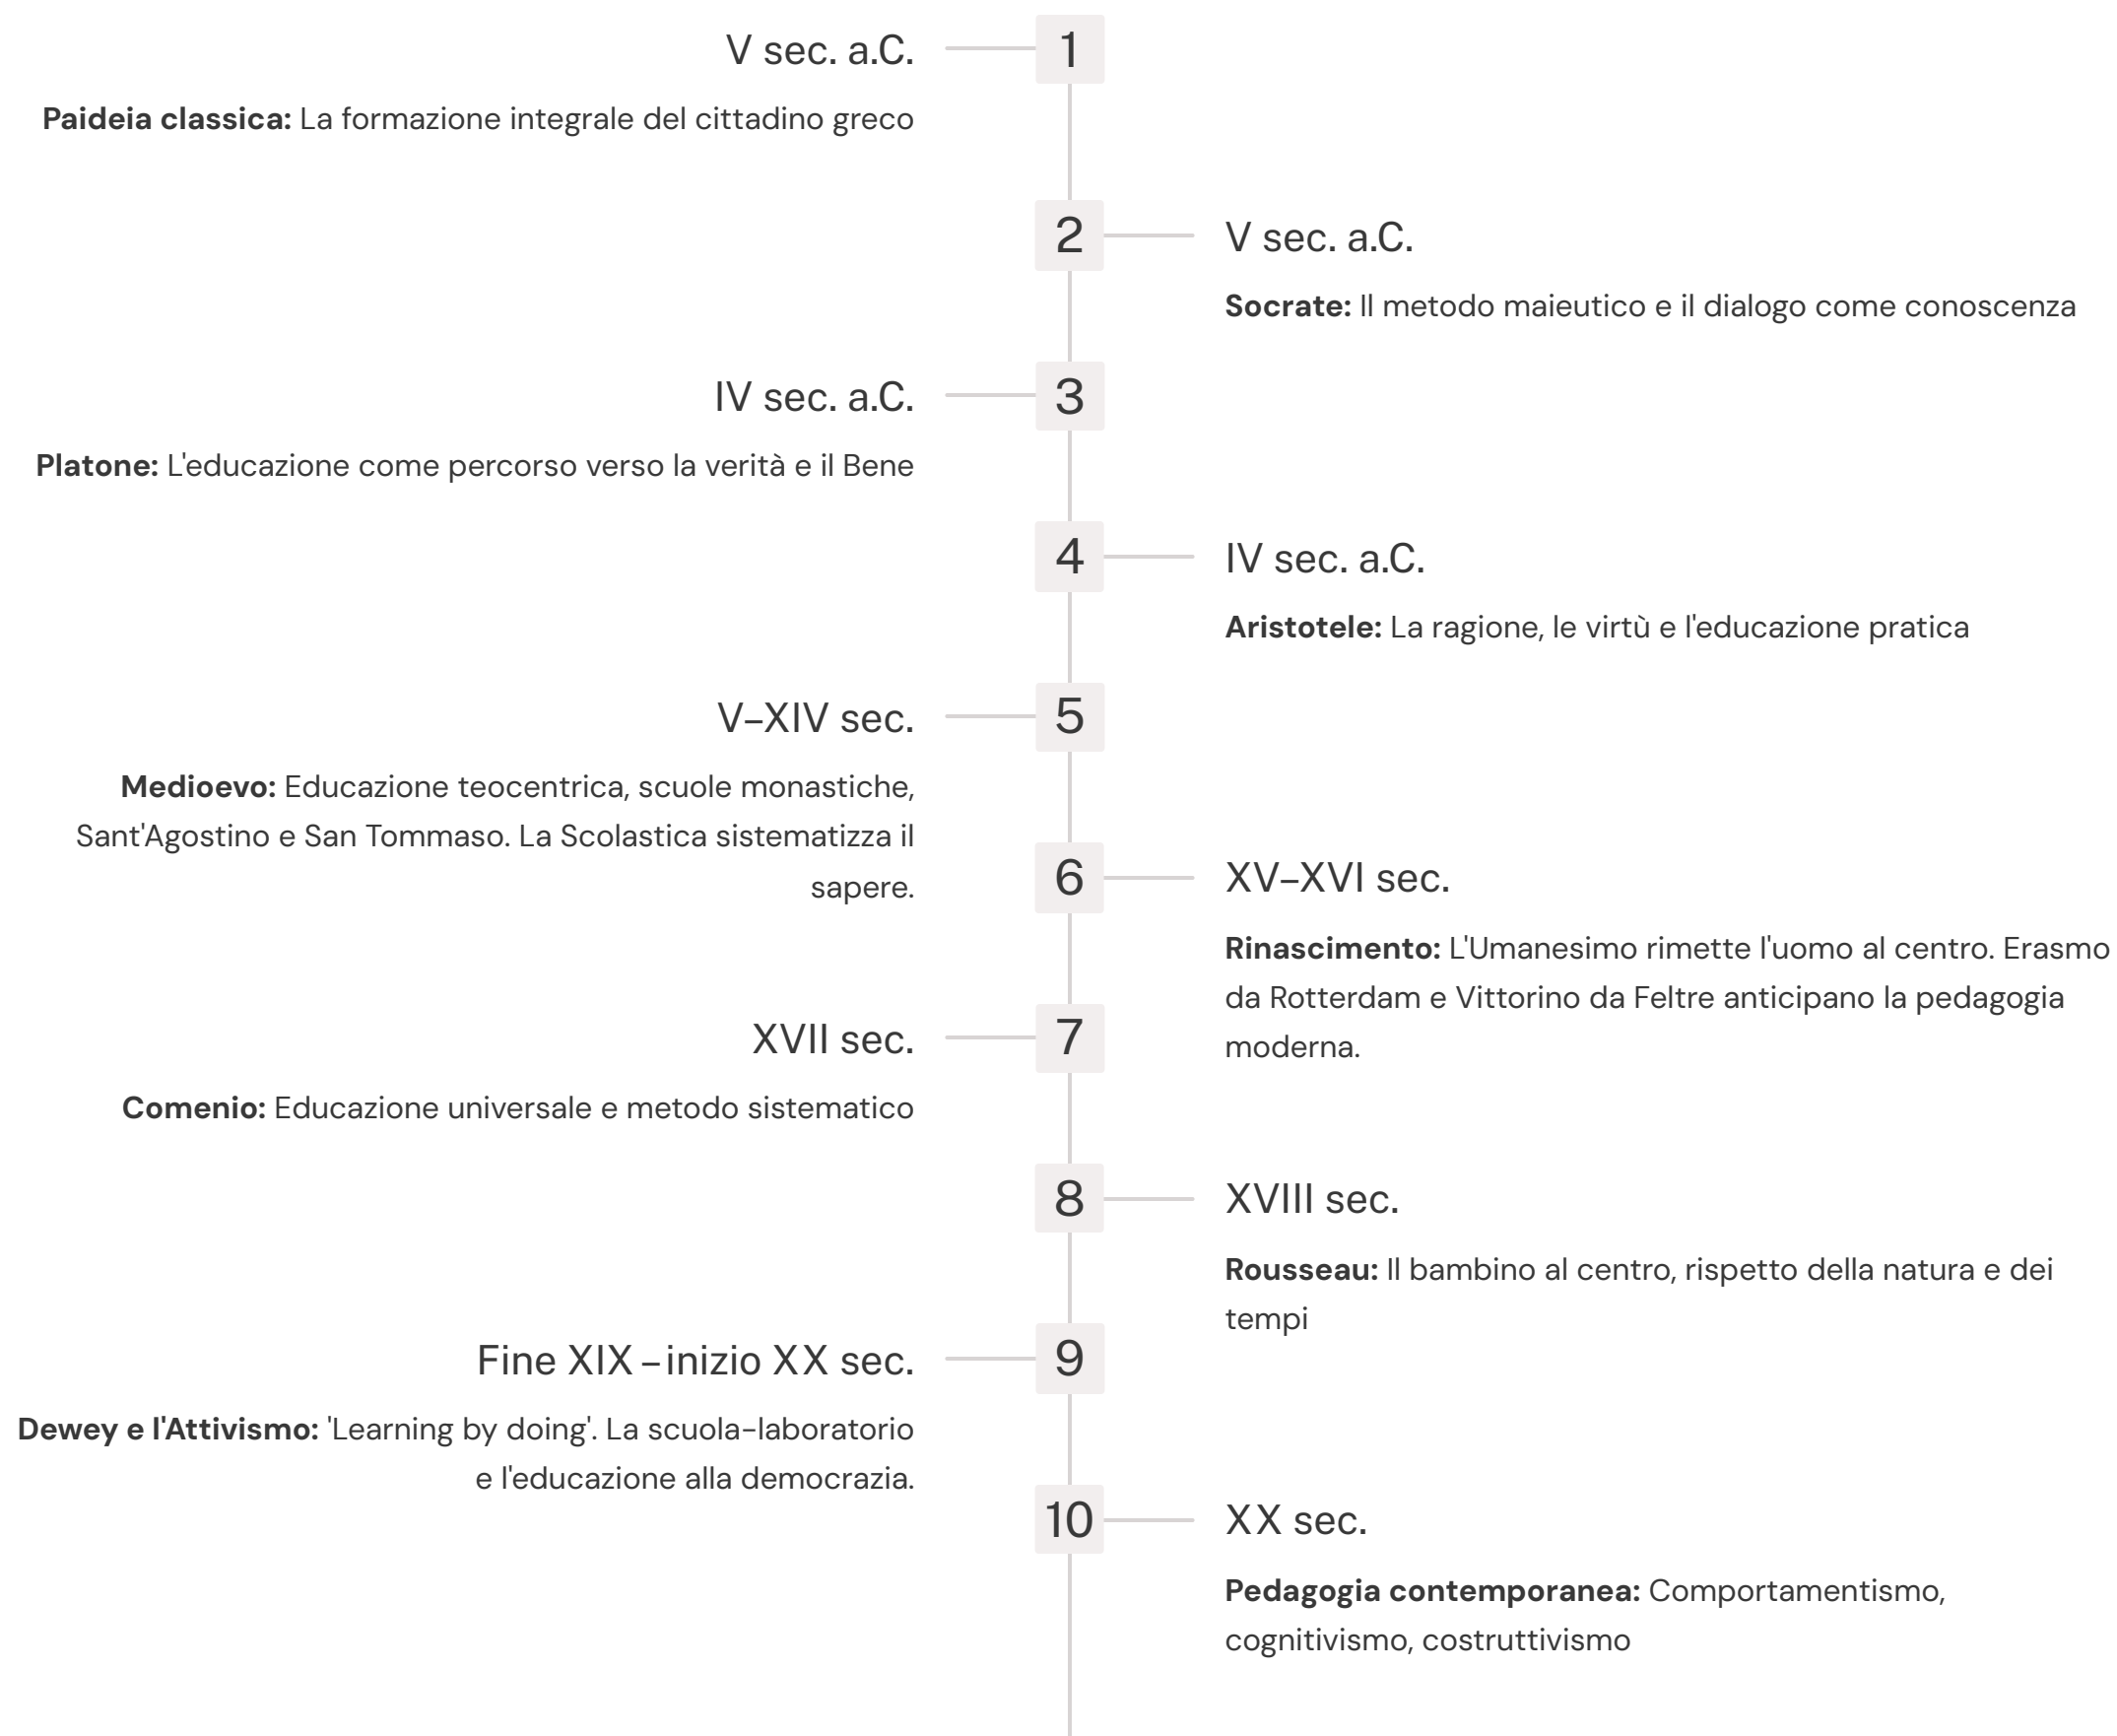 1
V sec. a.C.
Paideia classica: La formazione integrale del cittadino greco
2
V sec. a.C.
Socrate: Il metodo maieutico e il dialogo come conoscenza
3
IV sec. a.C.
Platone: L'educazione come percorso verso la verità e il Bene
4
IV sec. a.C.
Aristotele: La ragione, le virtù e l'educazione pratica
5
V–XIV sec.
Medioevo: Educazione teocentrica, scuole monastiche,
Sant'Agostino e San Tommaso. La Scolastica sistematizza il
sapere.
6
XV–XVI sec.
Rinascimento: L'Umanesimo rimette l'uomo al centro. Erasmo
da Rotterdam e Vittorino da Feltre anticipano la pedagogia
moderna.
7
XVII sec.
Comenio: Educazione universale e metodo sistematico
8
XVIII sec.
Rousseau: Il bambino al centro, rispetto della natura e dei
tempi
9
Fine XIX – inizio XX sec.
Dewey e l'Attivismo: 'Learning by doing'. La scuola-laboratorio
e l'educazione alla democrazia.
10
XX sec.
Pedagogia contemporanea: Comportamentismo,
cognitivismo, costruttivismo